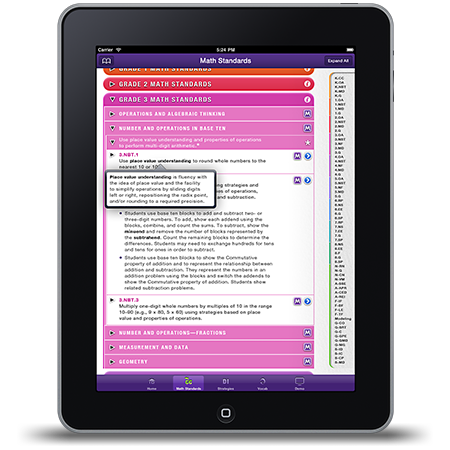 Carrier 5:24 PM
Math Standards Expand All
GRADE 1 MATH STANDARDS
GRADE 2 MATH STANDARDS
GRADE 3 MATH STANDARDS
OPERATIONS AND ALGEBRAIC THINKING
NUMBER AND OPERATIONS IN BASE TEN
Use place value understanding and properties of operations
to perform multi-digit arithmetic.
3.NBT.1
Use place value understanding to round whole numbers to the
nearest 10 or 100.
Place value understanding is fluency with
the idea of place value and the facility
to simplify operations by sliding digits
left or right, repositioning the radix point,
and/or rounding to a required precision.
strategies and
properties of operations,
and subtraction.
Students use base ten blocks to add and subtract two- or
three-digit numbers. To add, show each addend using the
blocks, combine, and count the sums. To subtract, show the
minuend and remove the number of blocks respresented by
the subtrahend. Count the remaining blocks to determine the
differences. Students may need to exchange hundreds for tens
and tens for ones in order to subtract.
Students use base ten blocks to show the Commutative
property of addition and to represent the relationship between
addition and subtraction. They represent the numbers in an
addition problem using the blocks and switch the addends to
show the Commutative property of addition. Students show
related subtraction problems.
3.NBT.3
Multiply one-digit whole numbers by multiples of 10 in the range
10–90 (e.g., 9 x 80, 5 x 60) using strategies based on place
value and properties of operations.
NUMBER AND OPERATIONS—FRACTIONS
MEASUREMENT AND DATA
GEOMETRY
Home Math Standards Strategies Vocab
Modeling